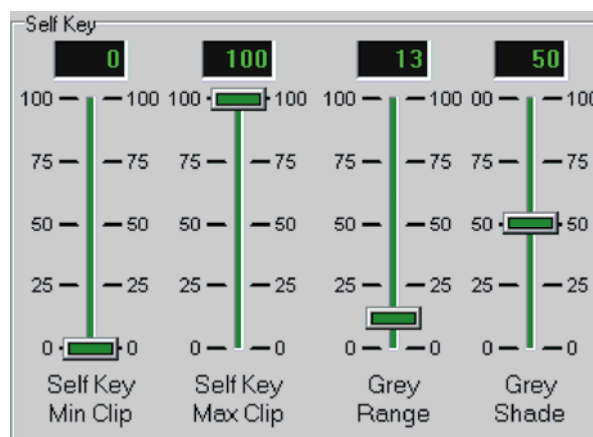 Self Key
0 100 13 50
100 100 100 100 100 100 00 100
75 75 75 75 75 75 75 75
50 50 50 50 50 50 50 50
25 25 25 25 25 25 25 25
0 0 0 0 0 0 0 0
Self Key Self Key Grey Grey
Min Clip Max Clip Range Shade